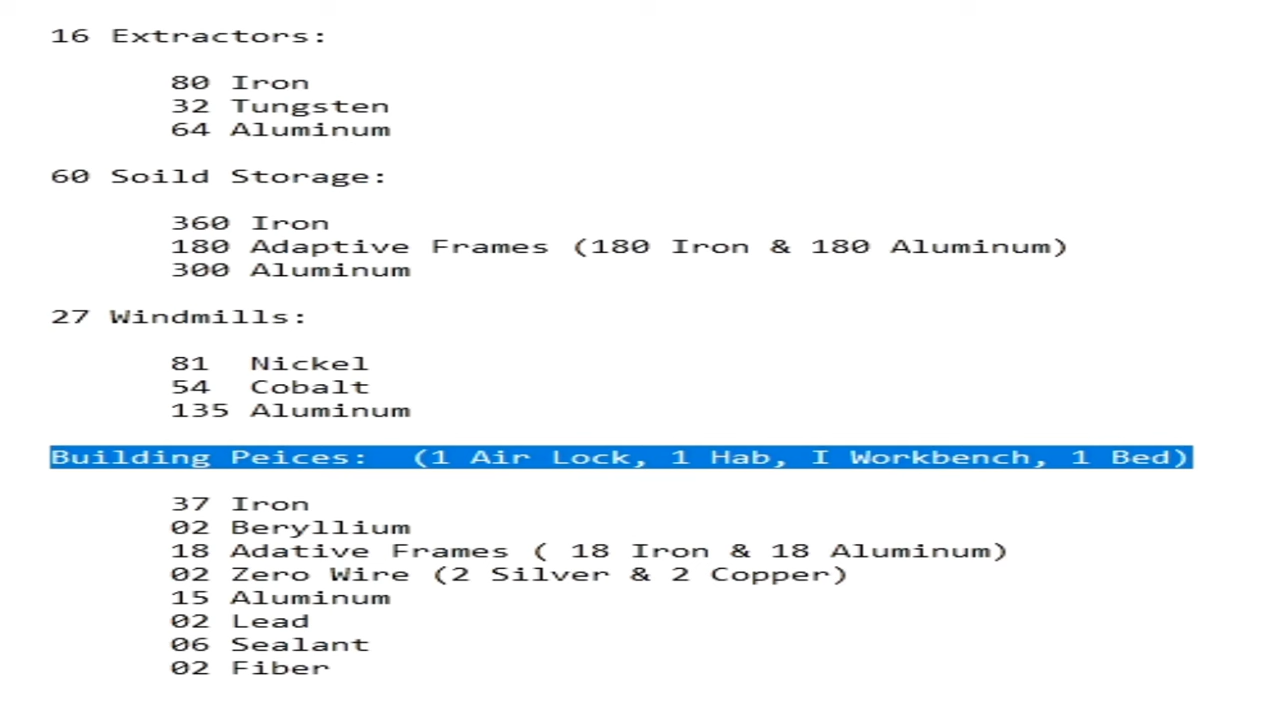 16 Extractors:
80 Iron
32 Tungsten
64 Aluminum
60 Soild Storage:
360 Iron
180 Adaptive Frames (180 Iron & 180 Aluminum)
300 Aluminum
27 Windmills:
81 Nickel
54 Cobalt
135 Aluminum
Building Peices: (1 Air Lock, 1 Hab, I Workbench, 1 Bed)
37 Iron
02 Beryllium
18 Adative Frames ( 18 Iron & 18 Aluminum)
02 Zero Wire (2 Silver & 2 Copper)
15 Aluminum
02 Lead
06 Sealant
02 Fiber